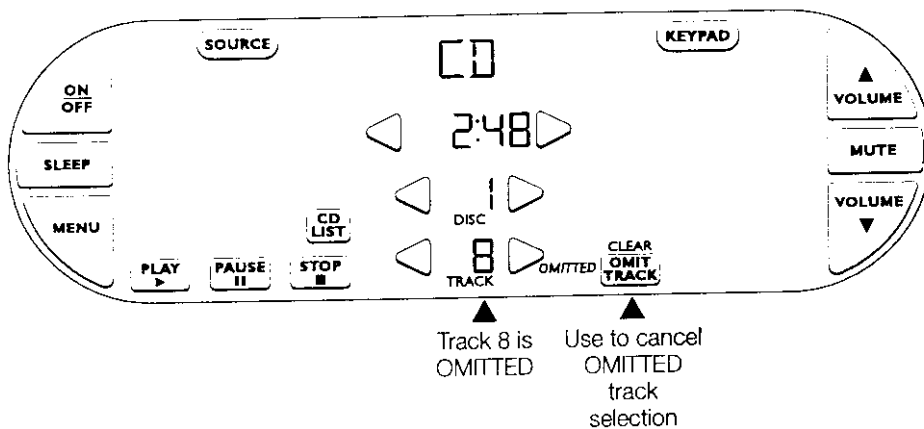 SOURCE
KEYPAD
CD
ON
OFF
▲
VOLUME
2:48
SLEEP
MUTE
1
DISC
MENU
VOLUME
▼
CD
LIST
CLEAR
PLAY
▶
PAUSE
II
STOP
■
8
TRACK
OMITTED
OMIT
TRACK
Track 8 is
OMITTED
Use to cancel
OMITTED
track
selection